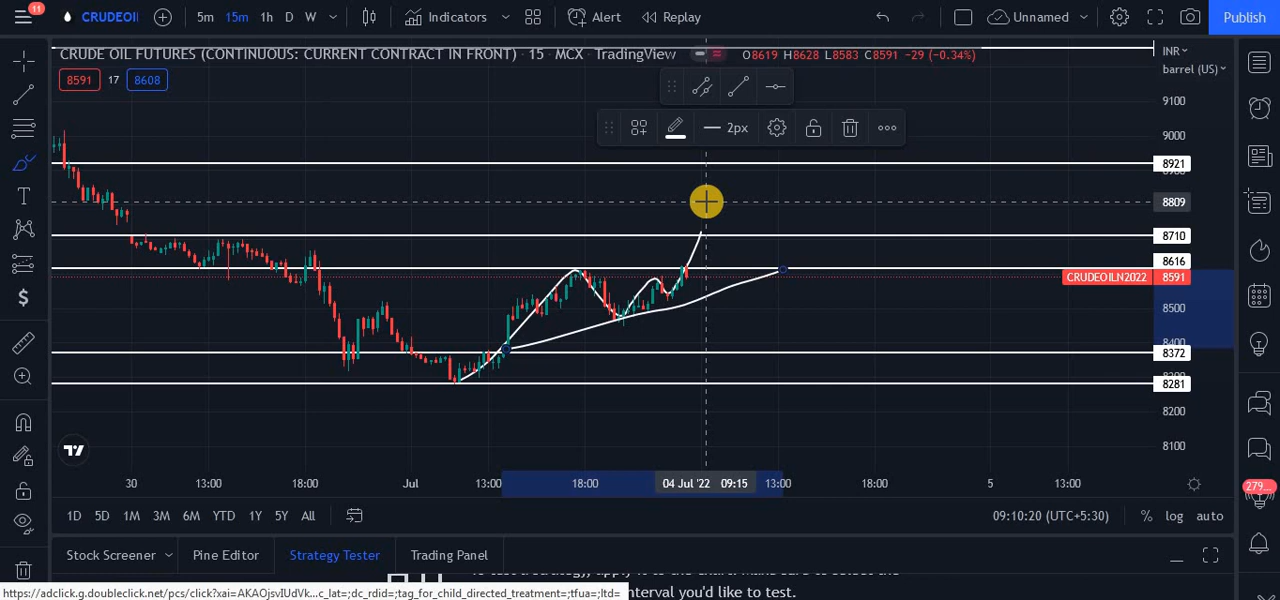 11
CRUDEOI
5m 15m 1h D W
Indicators
Alert
Replay
Unnamed
Publish
CRUDE OIL FUTURES (CONTINUOUS: CURRENT CONTRACT IN FRONT) · 15 · MCX · TradingView
O8619 H8628 L8583 C8591 −29 (−0.34%)
INR
barrel (US)
8591 17 8608
2px
9100
9000
8921
8809
8710
8616
CRUDEOILN2022 8591
8500
8372
8281
8200
8100
30 13:00 18:00 Jul 13:00 18:00 04 Jul '22 09:15 13:00 18:00 5 13:00
1D 5D 1M 3M 6M YTD 1Y 5Y All
09:10:20 (UTC+5:30)
% log auto
279...
Stock Screener Pine Editor Strategy Tester Trading Panel
interval you'd like to test.
https://adclick.g.doubleclick.net/pcs/click?xai=AKAOjsvIUdVk...c_lat=;dc_rdid=;tag_for_child_directed_treatment=;tfua=;ltd=